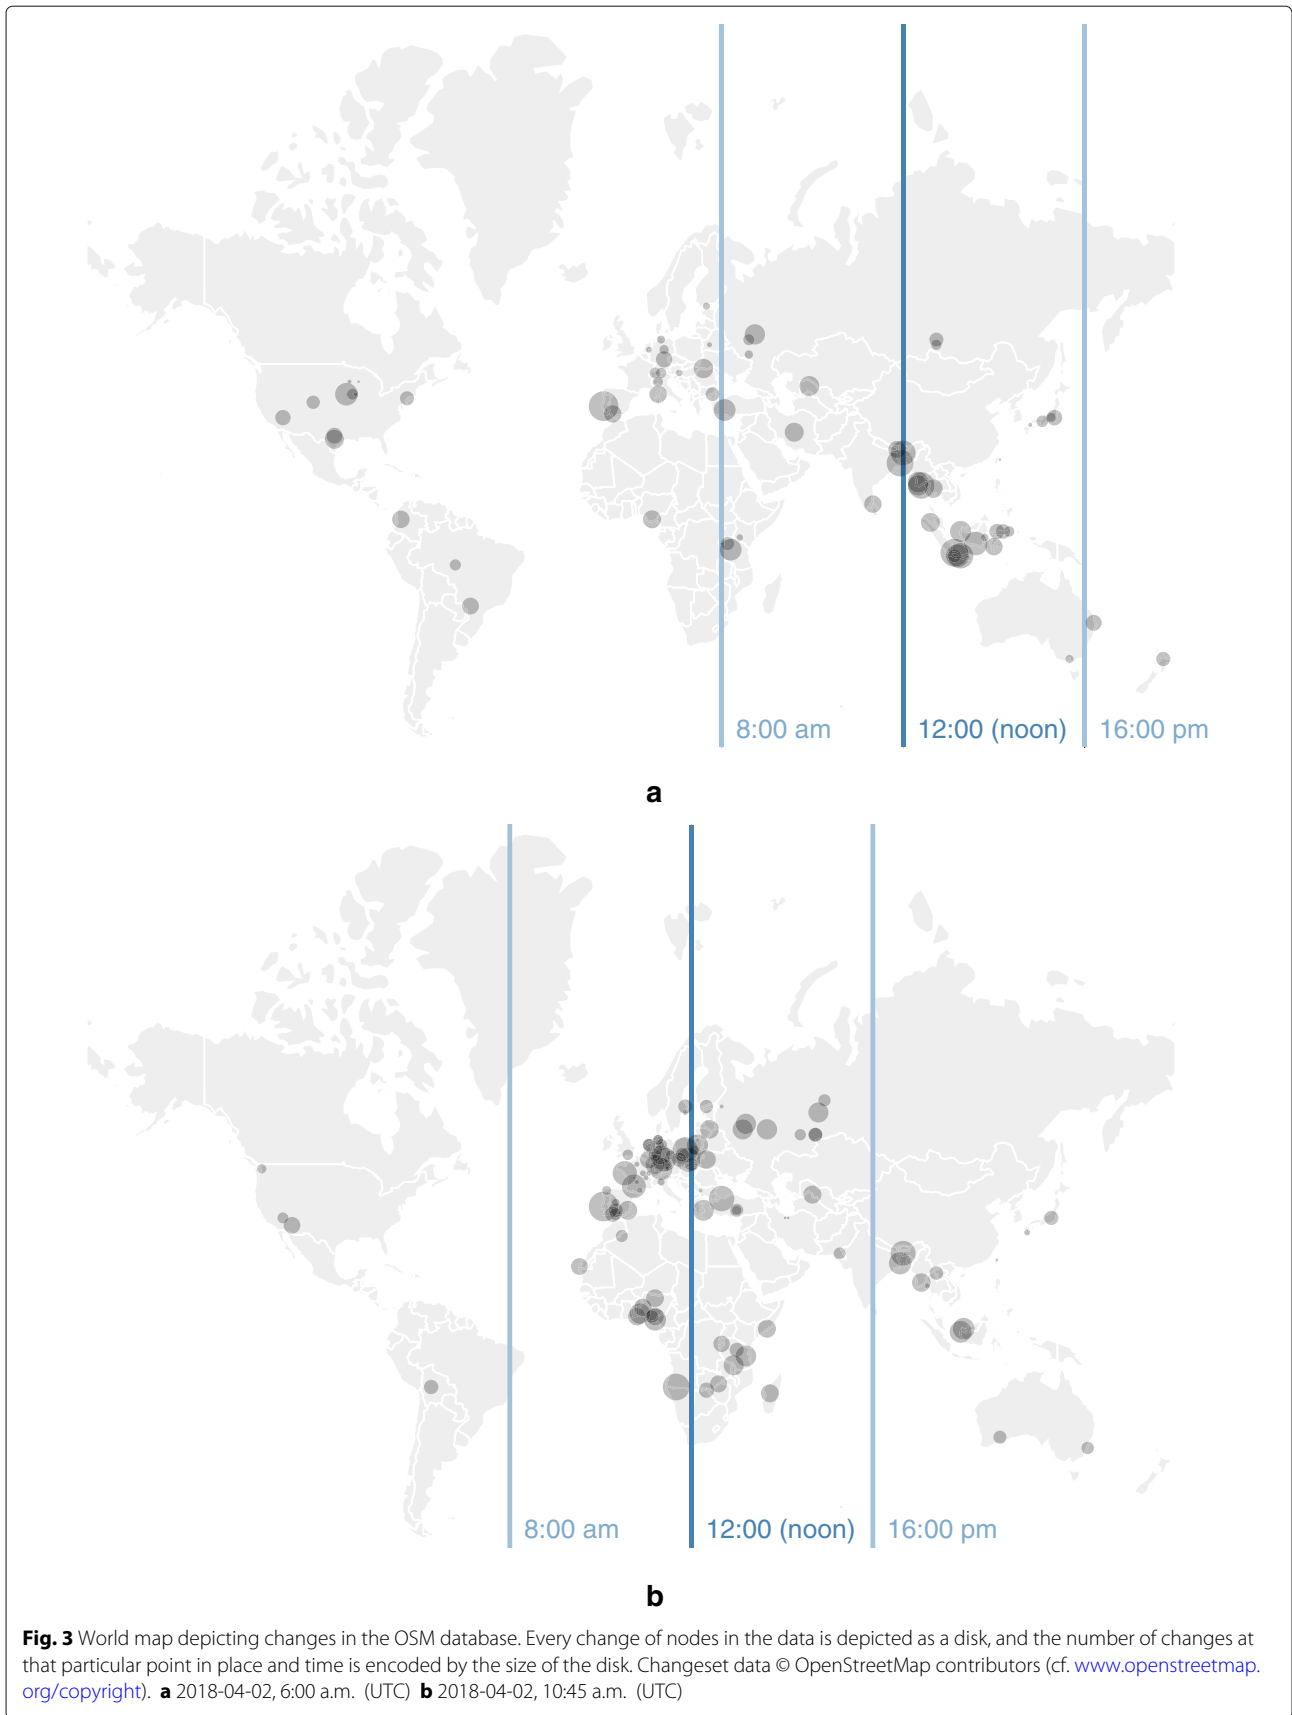 8:00 am
12:00 (noon)
16:00 pm
a
8:00 am
12:00 (noon)
16:00 pm
b
Fig. 3 World map depicting changes in the OSM database. Every change of nodes in the data is depicted as a disk, and the number of changes at
that particular point in place and time is encoded by the size of the disk. Changeset data © OpenStreetMap contributors (cf. www.openstreetmap.
org/copyright). a 2018-04-02, 6:00 a.m. (UTC) b 2018-04-02, 10:45 a.m. (UTC)